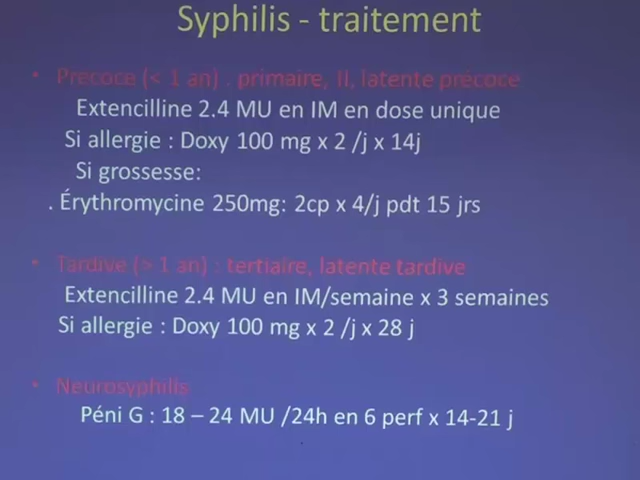 Syphilis - traitement
• Précoce (< 1 an) : primaire, II, latente précoce
Extencilline 2.4 MU en IM en dose unique
Si allergie : Doxy 100 mg x 2 /j x 14j
Si grossesse:
. Érythromycine 250mg: 2cp x 4/j pdt 15 jrs
• Tardive (> 1 an) : tertiaire, latente tardive
Extencilline 2.4 MU en IM/semaine x 3 semaines
Si allergie : Doxy 100 mg x 2 /j x 28 j
• Neurosyphilis
Péni G : 18 – 24 MU /24h en 6 perf x 14-21 j